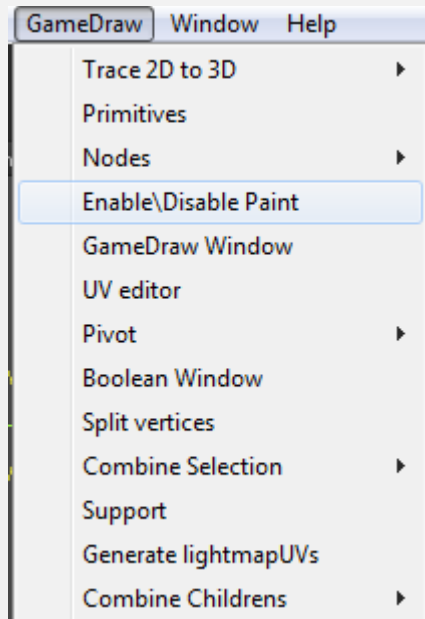 GameDraw Window Help
Trace 2D to 3D
Primitives
Nodes
Enable\Disable Paint
GameDraw Window
UV editor
Pivot
Boolean Window
Split vertices
Combine Selection
Support
Generate lightmapUVs
Combine Childrens